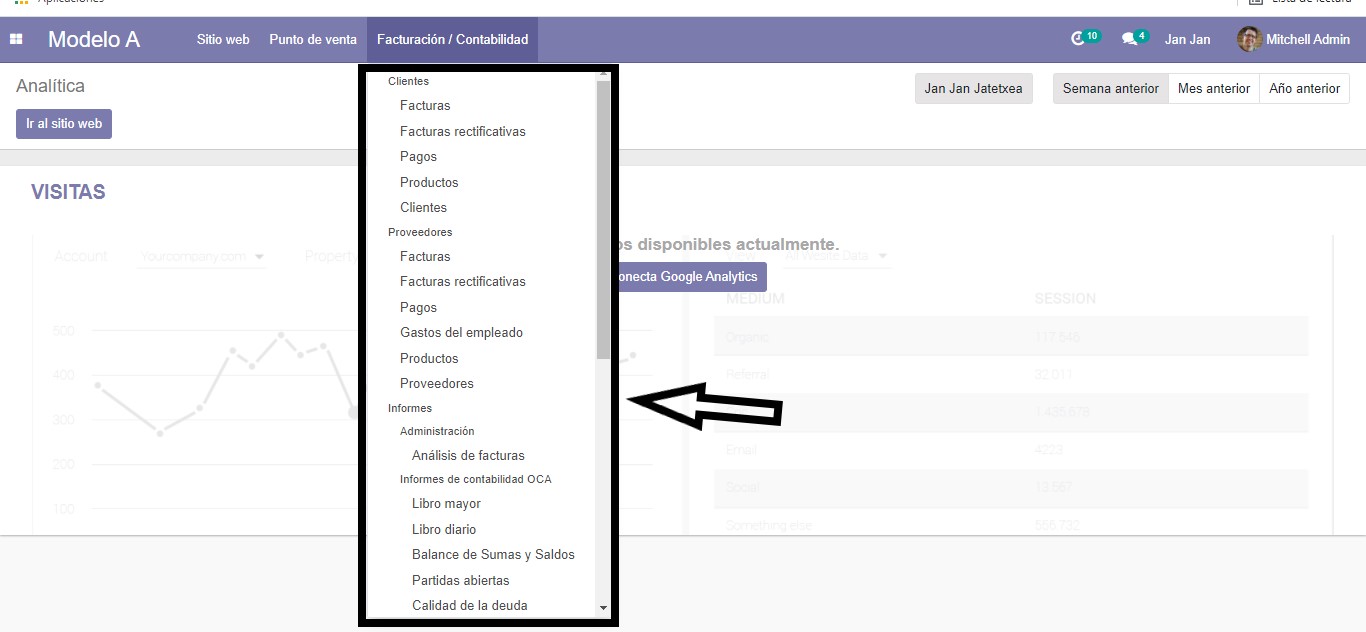 Aplicaciones
Lista de lectura
Modelo A
Sitio web
Punto de venta
Facturación / Contabilidad
10
4
Jan Jan
Mitchell Admin
Analítica
Ir al sitio web
Jan Jan Jatetxea
Semana anterior
Mes anterior
Año anterior
Clientes
Facturas
Facturas rectificativas
Pagos
Productos
Clientes
Proveedores
Facturas
Facturas rectificativas
Pagos
Gastos del empleado
Productos
Proveedores
Informes
Administración
Análisis de facturas
Informes de contabilidad OCA
Libro mayor
Libro diario
Balance de Sumas y Saldos
Partidas abiertas
Calidad de la deuda
VISITAS
os disponibles actualmente.
onecta Google Analytics
Account
Yourcompany.com
Property
View
All Wesite Data
500
400
300
200
100
MEDIUM SESSION
Organic 117.646
Referral 32.011
1.436.678
Email 4223
Social 13.567
Something else 556.732